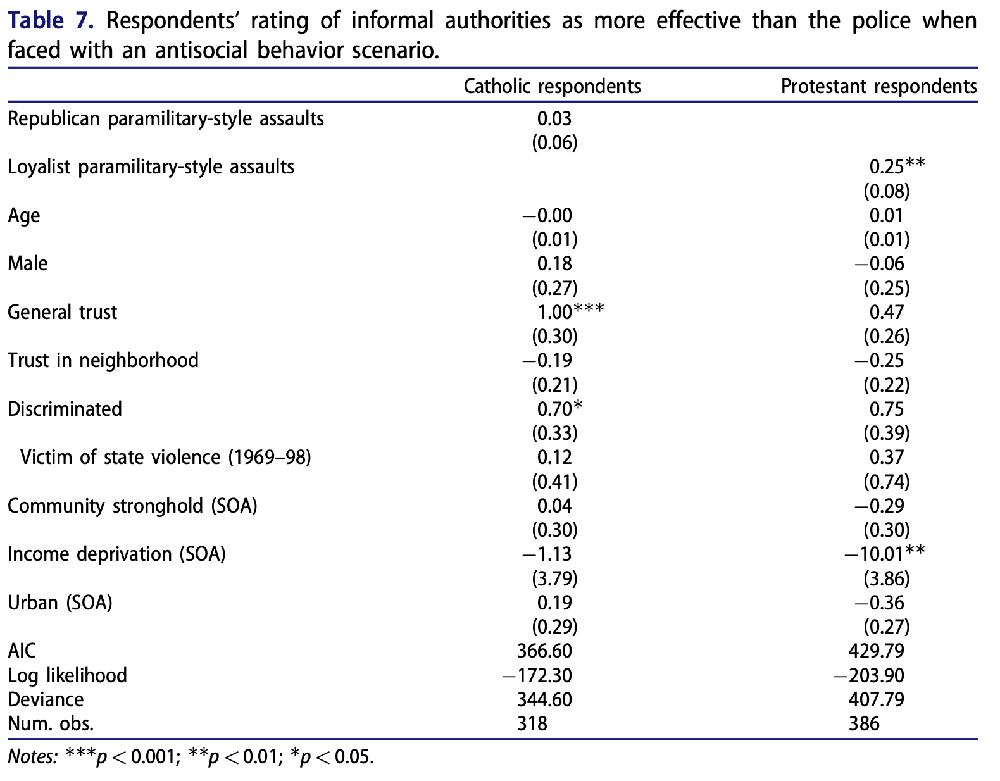 Table 7. Respondents' rating of informal authorities as more effective than the police when
faced with an antisocial behavior scenario.
Catholic respondents Protestant respondents
Republican paramilitary-style assaults 0.03
(0.06)
Loyalist paramilitary-style assaults 0.25**
(0.08)
Age −0.00 0.01
(0.01) (0.01)
Male 0.18 −0.06
(0.27) (0.25)
General trust 1.00*** 0.47
(0.30) (0.26)
Trust in neighborhood −0.19 −0.25
(0.21) (0.22)
Discriminated 0.70* 0.75
(0.33) (0.39)
Victim of state violence (1969–98) 0.12 0.37
(0.41) (0.74)
Community stronghold (SOA) 0.04 −0.29
(0.30) (0.30)
Income deprivation (SOA) −1.13 −10.01**
(3.79) (3.86)
Urban (SOA) 0.19 −0.36
(0.29) (0.27)
AIC 366.60 429.79
Log likelihood −172.30 −203.90
Deviance 344.60 407.79
Num. obs. 318 386
Notes: ***p < 0.001; **p < 0.01; *p < 0.05.